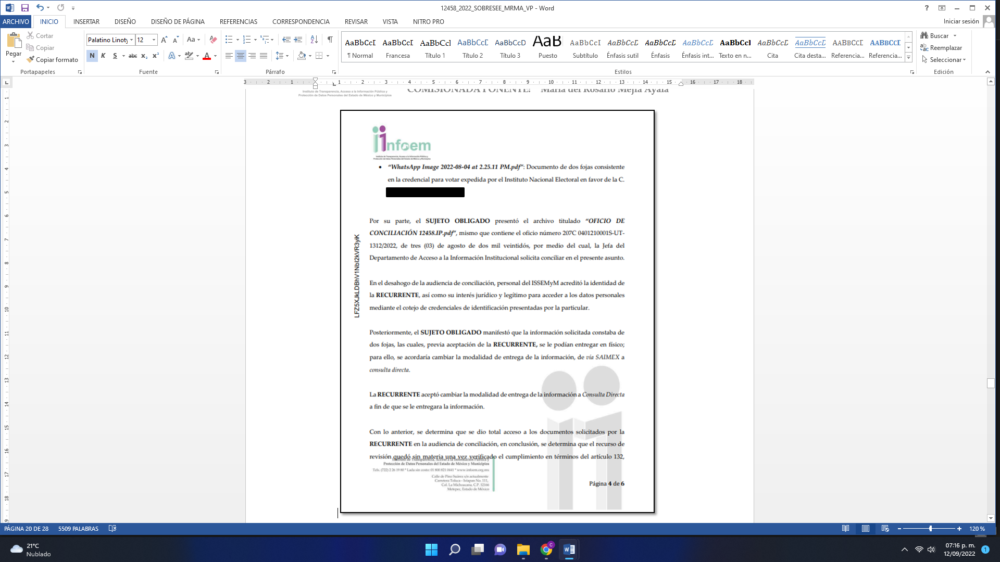 12458_2022_SOBRESEE_MRMA_VP - Word
ARCHIVO INICIO INSERTAR DISEÑO DISEÑO DE PÁGINA REFERENCIAS CORRESPONDENCIA REVISAR VISTA NITRO PRO
Iniciar sesión
Pegar
Cortar
Copiar
Copiar formato
Portapapeles
Palatino Linoty 12
Fuente
Párrafo
AaBbCcI AaBbCcI AaBbCcI AaBbCcD AaBbCcD AaB AaBbCcI AaBbCcD AaBbCcD AaBbCcD AaBbCcI AaBbCcD AaBbCcD AABBCCI AABBCCI
¶ Normal Francesa Título 1 Título 2 Título 3 Puesto Subtítulo Énfasis sutil Énfasis Énfasis int... Texto en n... Cita Cita desta... Referencia... Referencia...
Estilos
Buscar
Reemplazar
Seleccionar
Edición
3 2 1 1 2 3 4 5 6 7 8 9 10 11 12 13 14 15 16 17 18
Instituto de Transparencia, Acceso a la Información Pública y
Protección de Datos Personales del Estado de México y Municipios
COMISIONADA PONENTE: María del Rosario Mejía Ayala
infoem
Instituto de Transparencia, Acceso a la Información Pública y
Protección de Datos Personales del Estado de México y Municipios
• “WhatsApp Image 2022-08-04 at 2.25.11 PM.pdf”: Documento de dos fojas consistente
en la credencial para votar expedida por el Instituto Nacional Electoral en favor de la C.
Por su parte, el SUJETO OBLIGADO presentó el archivo titulado “OFICIO DE
CONCILIACIÓN 12458.IP.pdf”, mismo que contiene el oficio número 207C 0401210001S-UT-
1312/2022, de tres (03) de agosto de dos mil veintidós, por medio del cual, la Jefa del
Departamento de Acceso a la Información Institucional solicita conciliar en el presente asunto.
LFZ5XJkLDBhV1NbI2kVR3yiK
En el desahogo de la audiencia de conciliación, personal del ISSEMyM acreditó la identidad de
la RECURRENTE, así como su interés jurídico y legítimo para acceder a los datos personales
mediante el cotejo de credenciales de identificación presentadas por la particular.
Posteriormente, el SUJETO OBLIGADO manifestó que la información solicitada constaba de
dos fojas, las cuales, previa aceptación de la RECURRENTE, se le podían entregar en físico;
para ello, se acordaría cambiar la modalidad de entrega de la información, de vía SAIMEX a
consulta directa.
La RECURRENTE aceptó cambiar la modalidad de entrega de la información a Consulta Directa
a fin de que se le entregara la información.
Con lo anterior, se determina que se dio total acceso a los documentos solicitados por la
RECURRENTE en la audiencia de conciliación, en conclusión, se determina que el recurso de
revisión quedó sin materia una vez verificado el cumplimiento en términos del artículo 132,
Instituto de Transparencia, Acceso a la Información Pública y
Protección de Datos Personales del Estado de México y Municipios
Tels. (722) 2 26 19 80 * Lada sin costo: 01 800 821 0441 * www.infoem.org.mx
Calle de Pino Suárez s/n actualmente
Carretera Toluca - Ixtapan No. 111,
Col. La Michoacana, C.P. 52166
Metepec, Estado de México
Página 4 de 6
PÁGINA 20 DE 28 5509 PALABRAS
120 %
21°C
Nublado
07:16 p. m.
12/09/2022
1